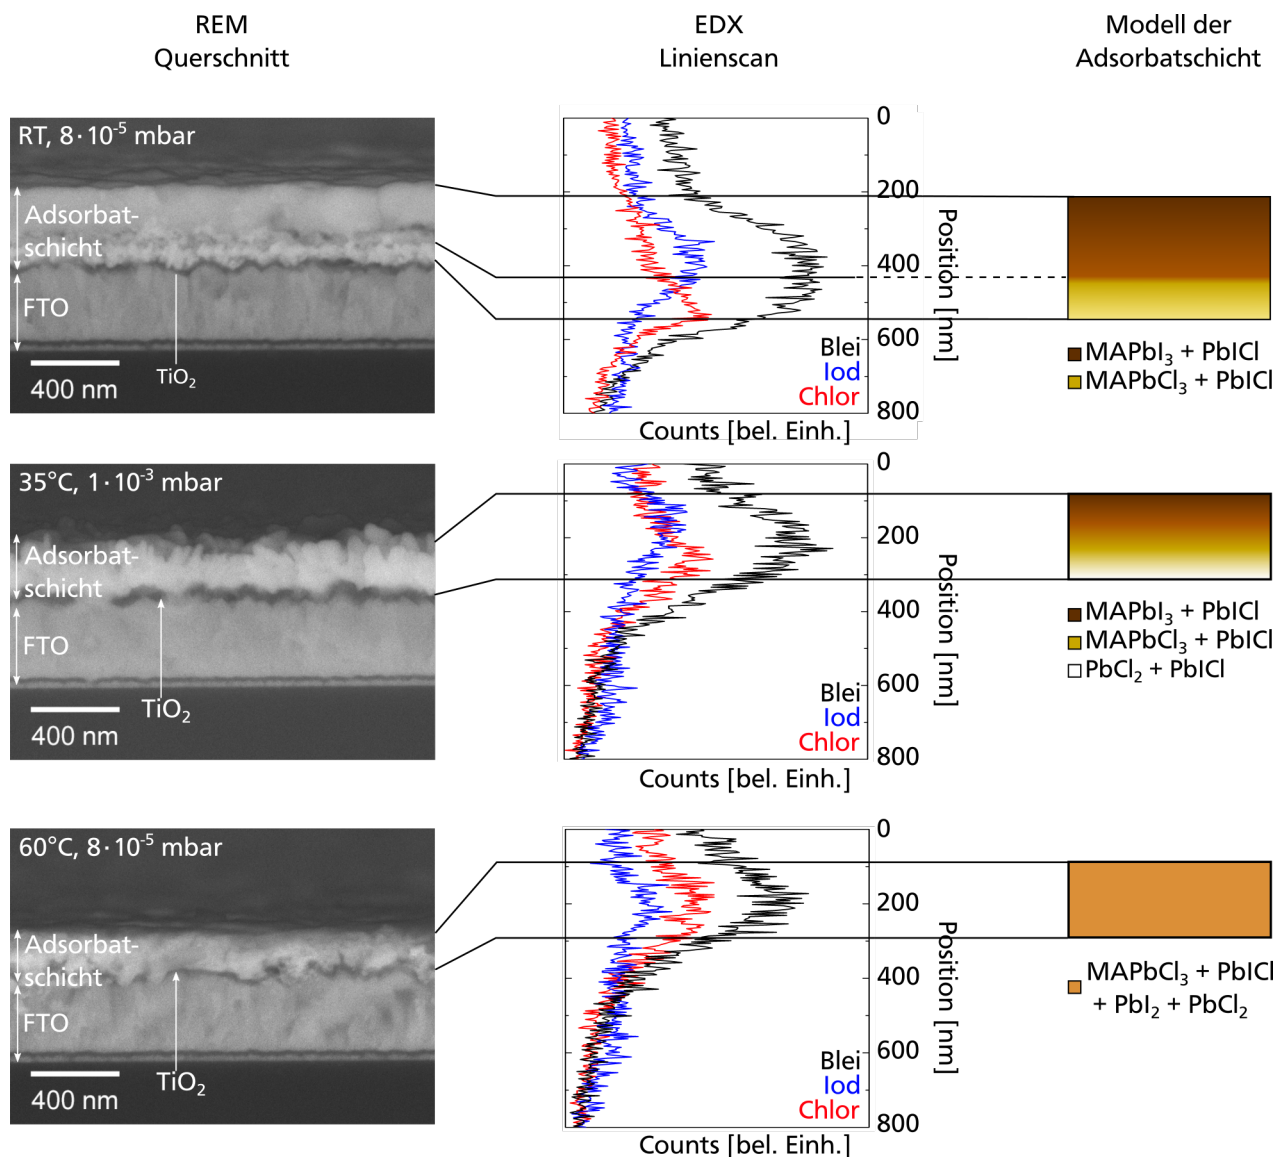 REM
Querschnitt
EDX
Linienscan
Modell der
Adsorbatschicht
RT, 8·10⁻⁵ mbar
Adsorbat-
schicht
FTO
400 nm
TiO₂
0
200
400
600
800
Position [nm]
Blei
Iod
Chlor
Counts [bel. Einh.]
MAPbI₃ + PbICl
MAPbCl₃ + PbICl
35°C, 1·10⁻³ mbar
Adsorbat-
schicht
FTO
400 nm
TiO₂
0
200
400
600
800
Position [nm]
Blei
Iod
Chlor
Counts [bel. Einh.]
MAPbI₃ + PbICl
MAPbCl₃ + PbICl
PbCl₂ + PbICl
60°C, 8·10⁻⁵ mbar
Adsorbat-
schicht
FTO
400 nm
TiO₂
0
200
400
600
800
Position [nm]
Blei
Iod
Chlor
Counts [bel. Einh.]
MAPbCl₃ + PbICl
+ PbI₂ + PbCl₂